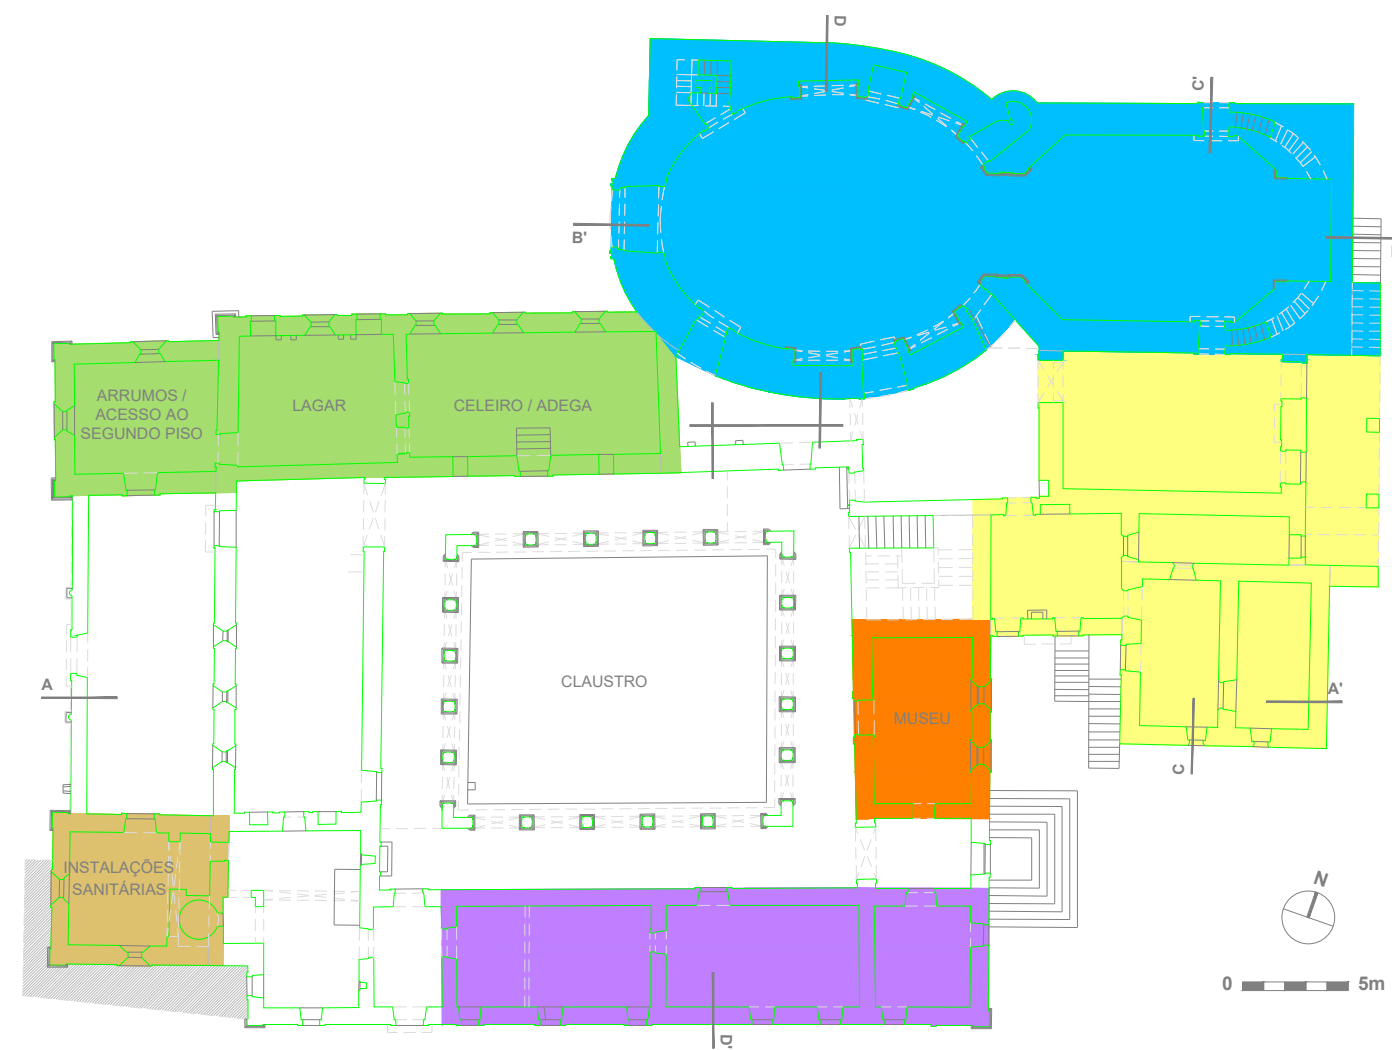 D
C'
B'
ARRUMOS /
ACESSO AO
SEGUNDO PISO
LAGAR
CELEIRO / ADEGA
CLAUSTRO
A
MUSEU
A'
C
INSTALAÇÕES
SANITÁRIAS
N
0 5m
D'